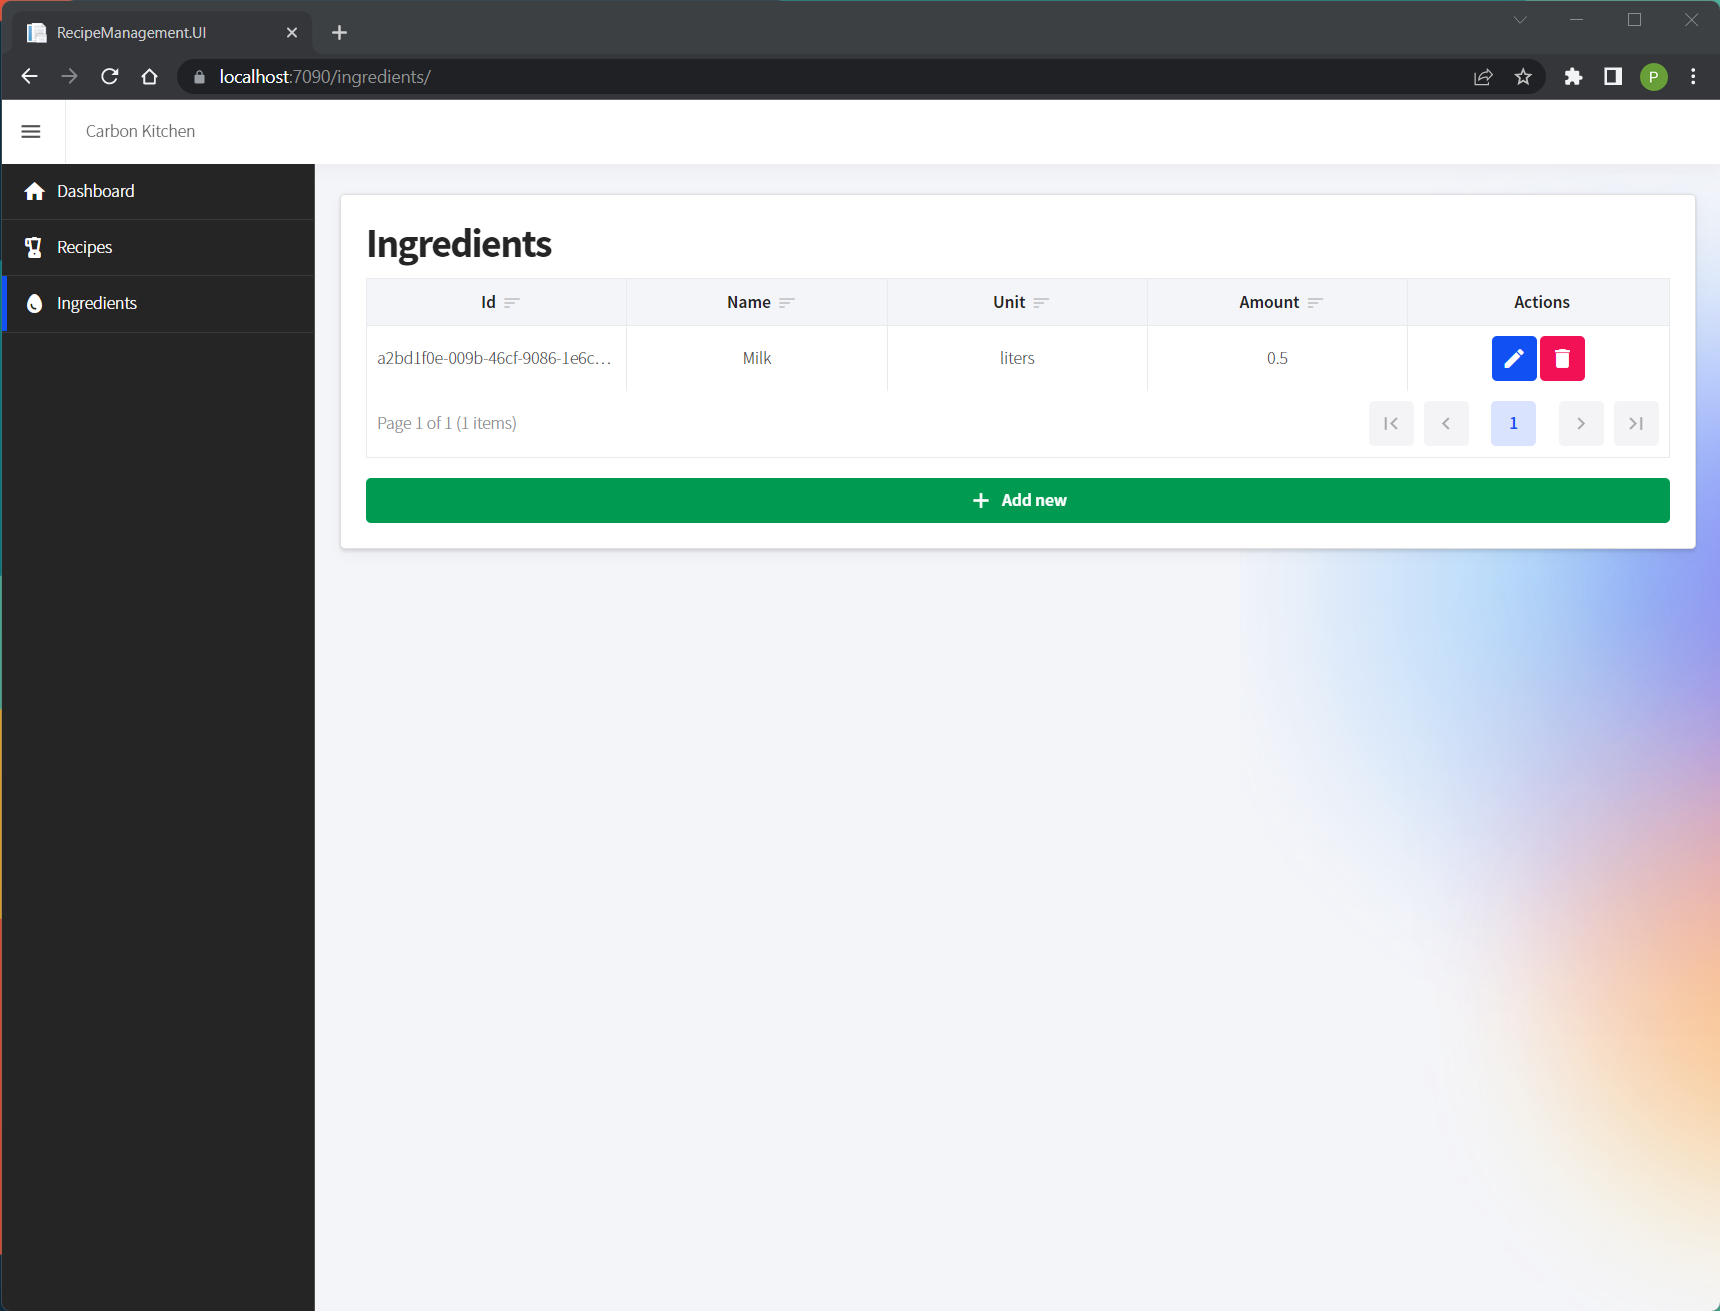 RecipeManagement.UI
localhost:7090/ingredients/
P
Carbon Kitchen
Dashboard
Recipes
Ingredients
Ingredients
Id Name Unit Amount Actions
a2bd1f0e-009b-46cf-9086-1e6c... Milk liters 0.5
Page 1 of 1 (1 items) 1
Add new